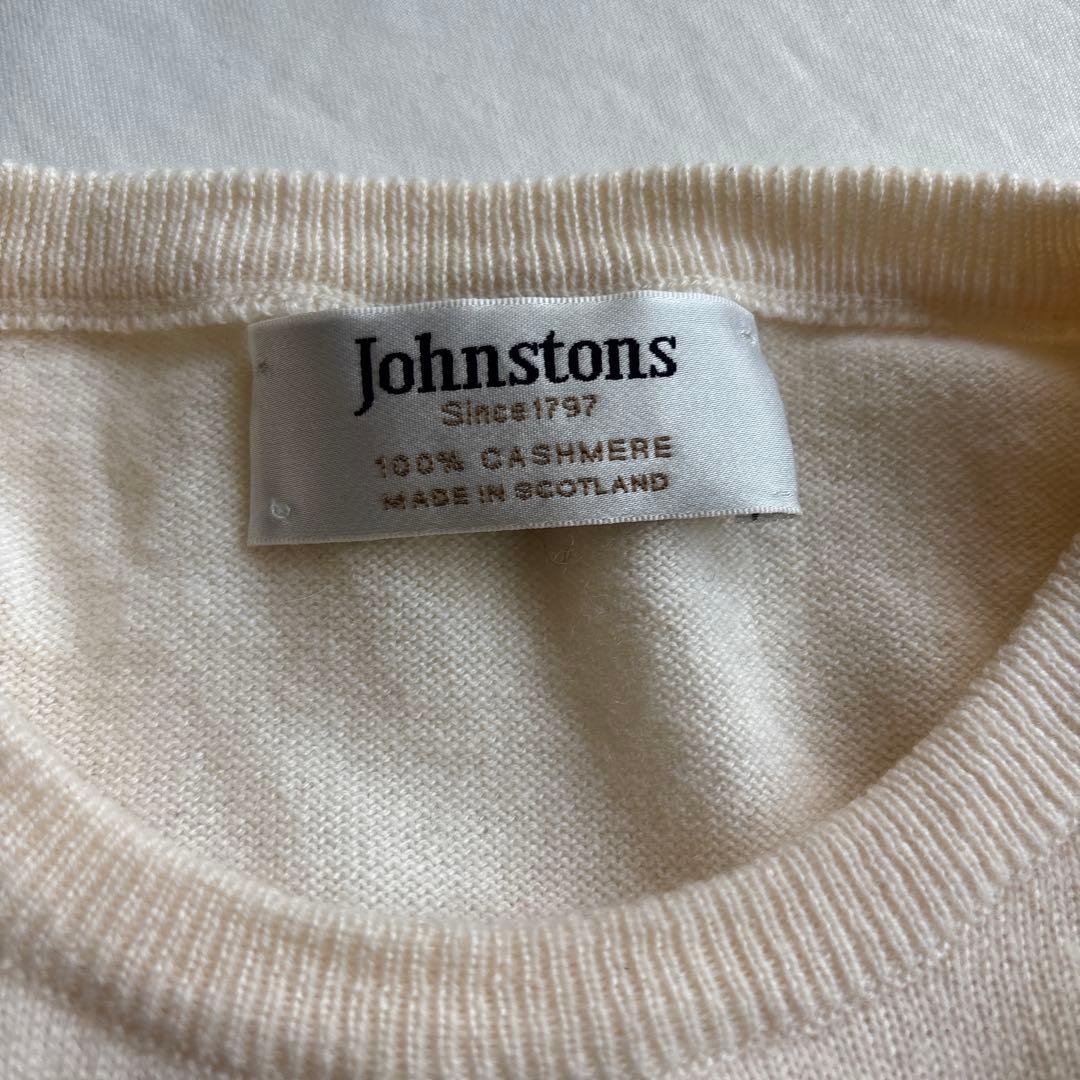 Johnstons
Since 1797
100% CASHMERE
MADE IN SCOTLAND